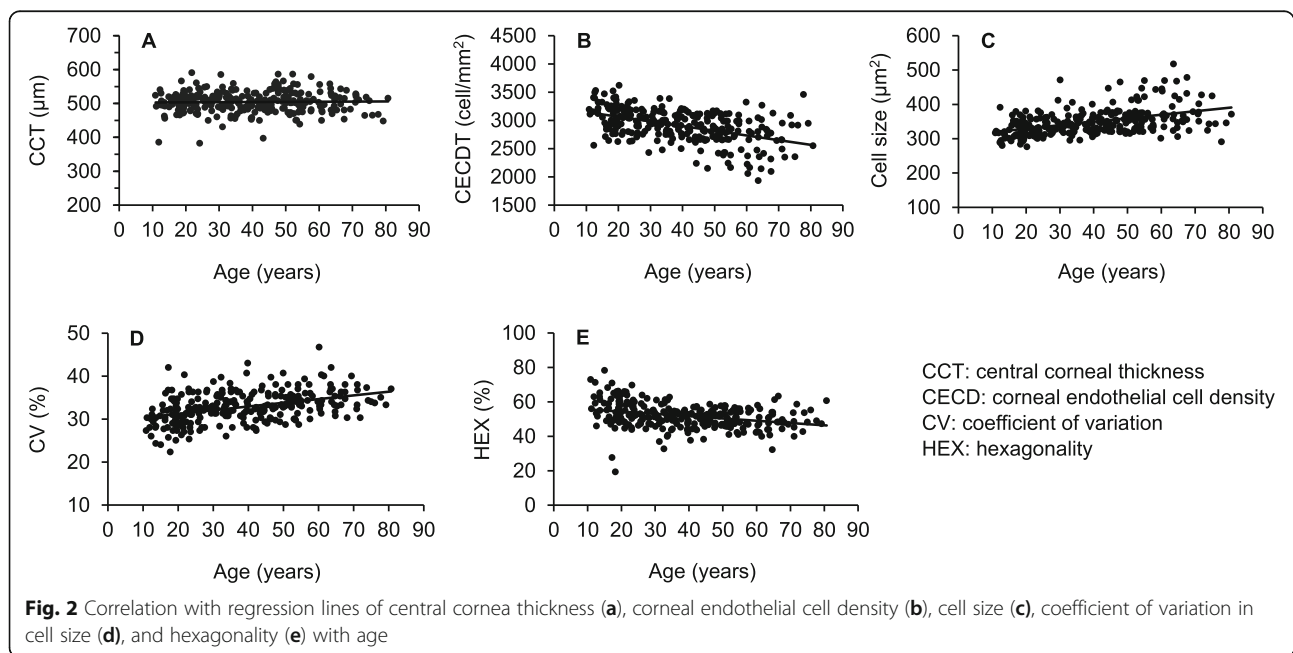 A
CCT (µm)
700
600
500
400
300
200
0 10 20 30 40 50 60 70 80 90
Age (years)
B
CECDT (cell/mm²)
4500
4000
3500
3000
2500
2000
1500
0 10 20 30 40 50 60 70 80 90
Age (years)
C
Cell size (µm²)
600
500
400
300
200
100
0 10 20 30 40 50 60 70 80 90
Age (years)
D
CV (%)
50
40
30
20
10
0 10 20 30 40 50 60 70 80 90
Age (years)
E
HEX (%)
100
80
60
40
20
0
0 10 20 30 40 50 60 70 80 90
Age (years)
CCT: central corneal thickness
CECD: corneal endothelial cell density
CV: coefficient of variation
HEX: hexagonality
Fig. 2 Correlation with regression lines of central cornea thickness (a), corneal endothelial cell density (b), cell size (c), coefficient of variation in
cell size (d), and hexagonality (e) with age